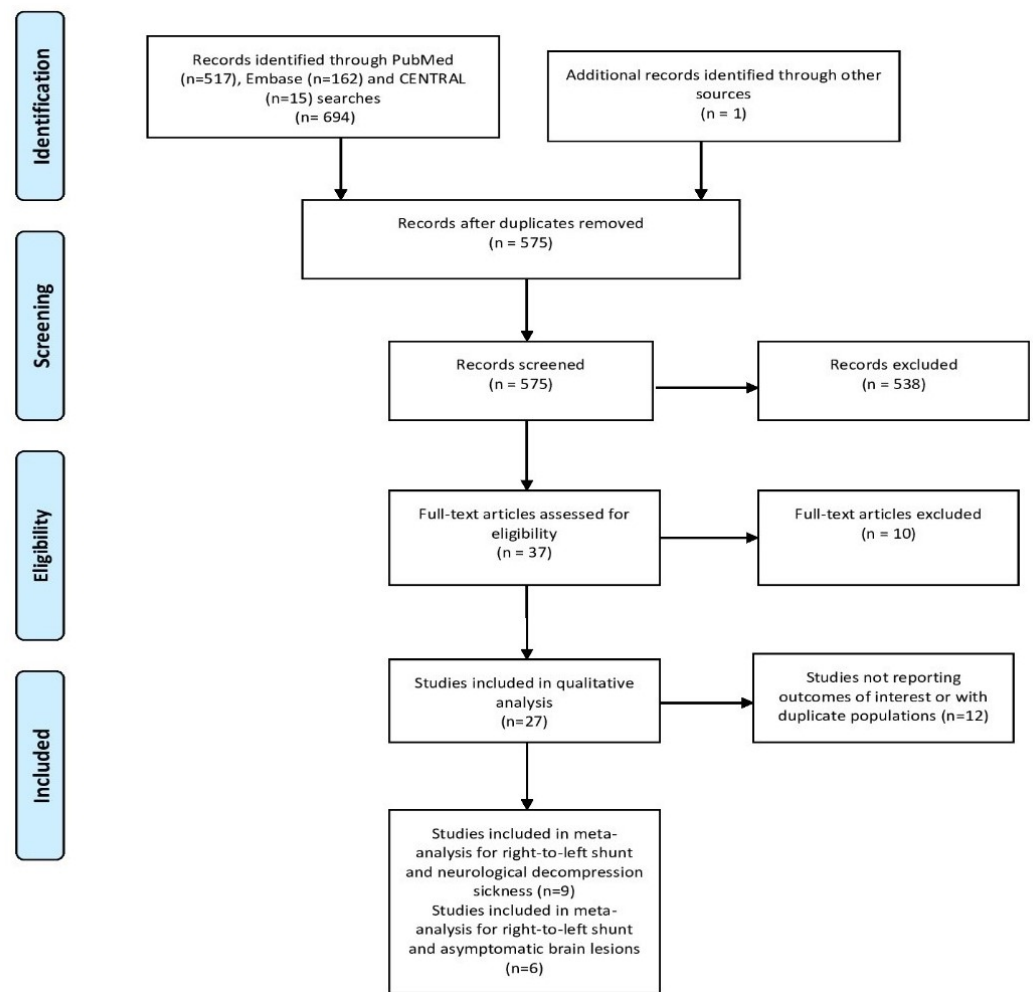 Identification
Records identified through PubMed
(n=517), Embase (n=162) and CENTRAL
(n=15) searches
(n= 694)
Additional records identified through other
sources
(n = 1)
Records after duplicates removed
(n = 575)
Screening
Records screened
(n = 575)
Records excluded
(n = 538)
Eligibility
Full-text articles assessed for
eligibility
(n = 37)
Full-text articles excluded
(n = 10)
Included
Studies included in qualitative
analysis
(n=27)
Studies not reporting
outcomes of interest or with
duplicate populations (n=12)
Studies included in meta-
analysis for right-to-left shunt
and neurological decompression
sickness (n=9)
Studies included in meta-
analysis for right-to-left shunt
and asymptomatic brain lesions
(n=6)